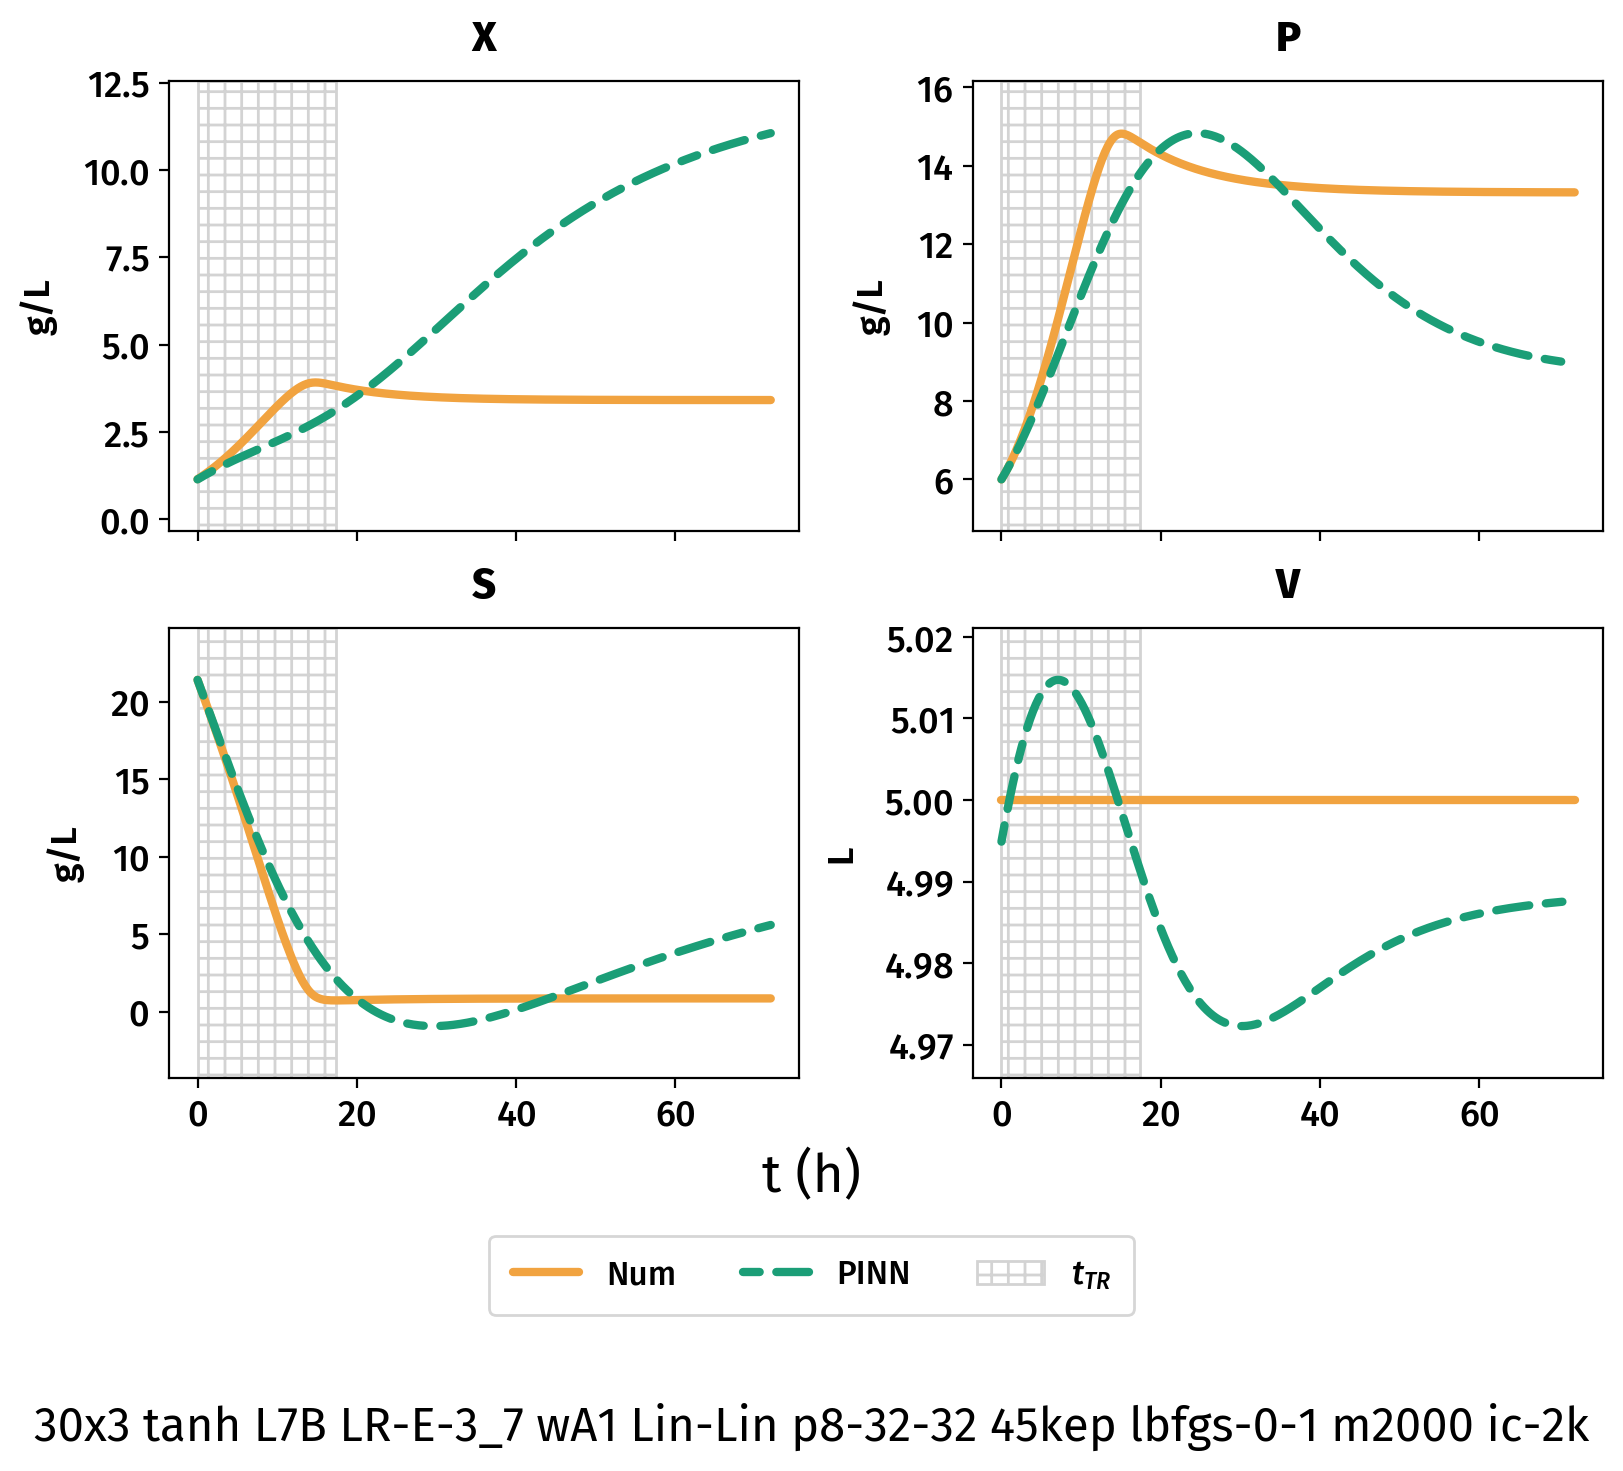 X
P
12.5
10.0
7.5
5.0
2.5
0.0
g/L
16
14
12
10
8
6
g/L
S
V
20
15
10
5
0
g/L
5.02
5.01
5.00
4.99
4.98
4.97
L
0 20 40 60
0 20 40 60
t (h)
Num PINN t_TR
30x3 tanh L7B LR-E-3_7 wA1 Lin-Lin p8-32-32 45kep lbfgs-0-1 m2000 ic-2k